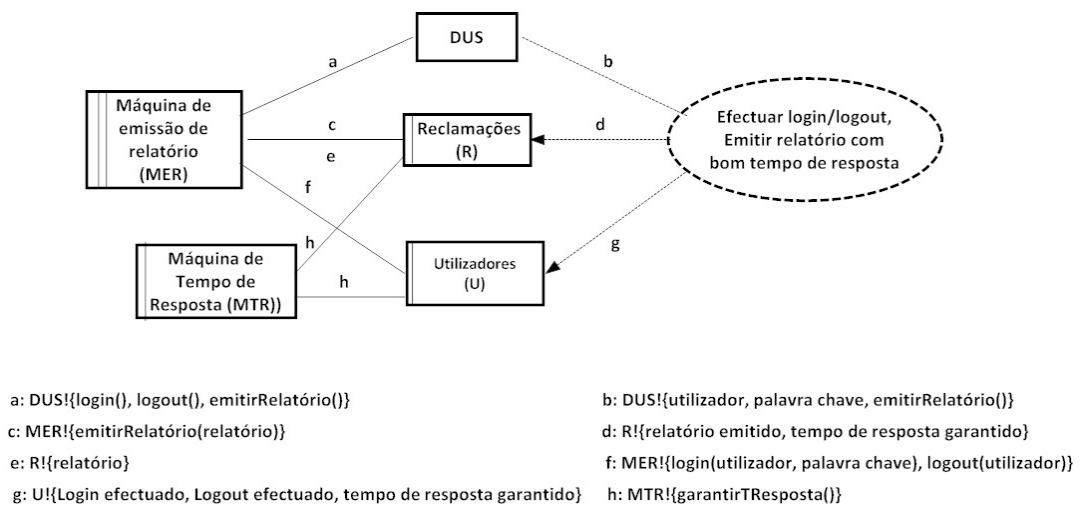 DUS
a
b
Máquina de
emissão de
relatório
(MER)
c
e
Reclamações
(R)
d
Efectuar login/logout,
Emitir relatório com
bom tempo de resposta
f
h
g
Máquina de
Tempo de
Resposta (MTR))
h
Utilizadores
(U)
a: DUS!{login(), logout(), emitirRelatório()}
b: DUS!{utilizador, palavra chave, emitirRelatório()}
c: MER!{emitirRelatório(relatório)}
d: R!{relatório emitido, tempo de resposta garantido}
e: R!{relatório}
f: MER!{login(utilizador, palavra chave), logout(utilizador)}
g: U!{Login efectuado, Logout efectuado, tempo de resposta garantido}
h: MTR!{garantirTResposta()}